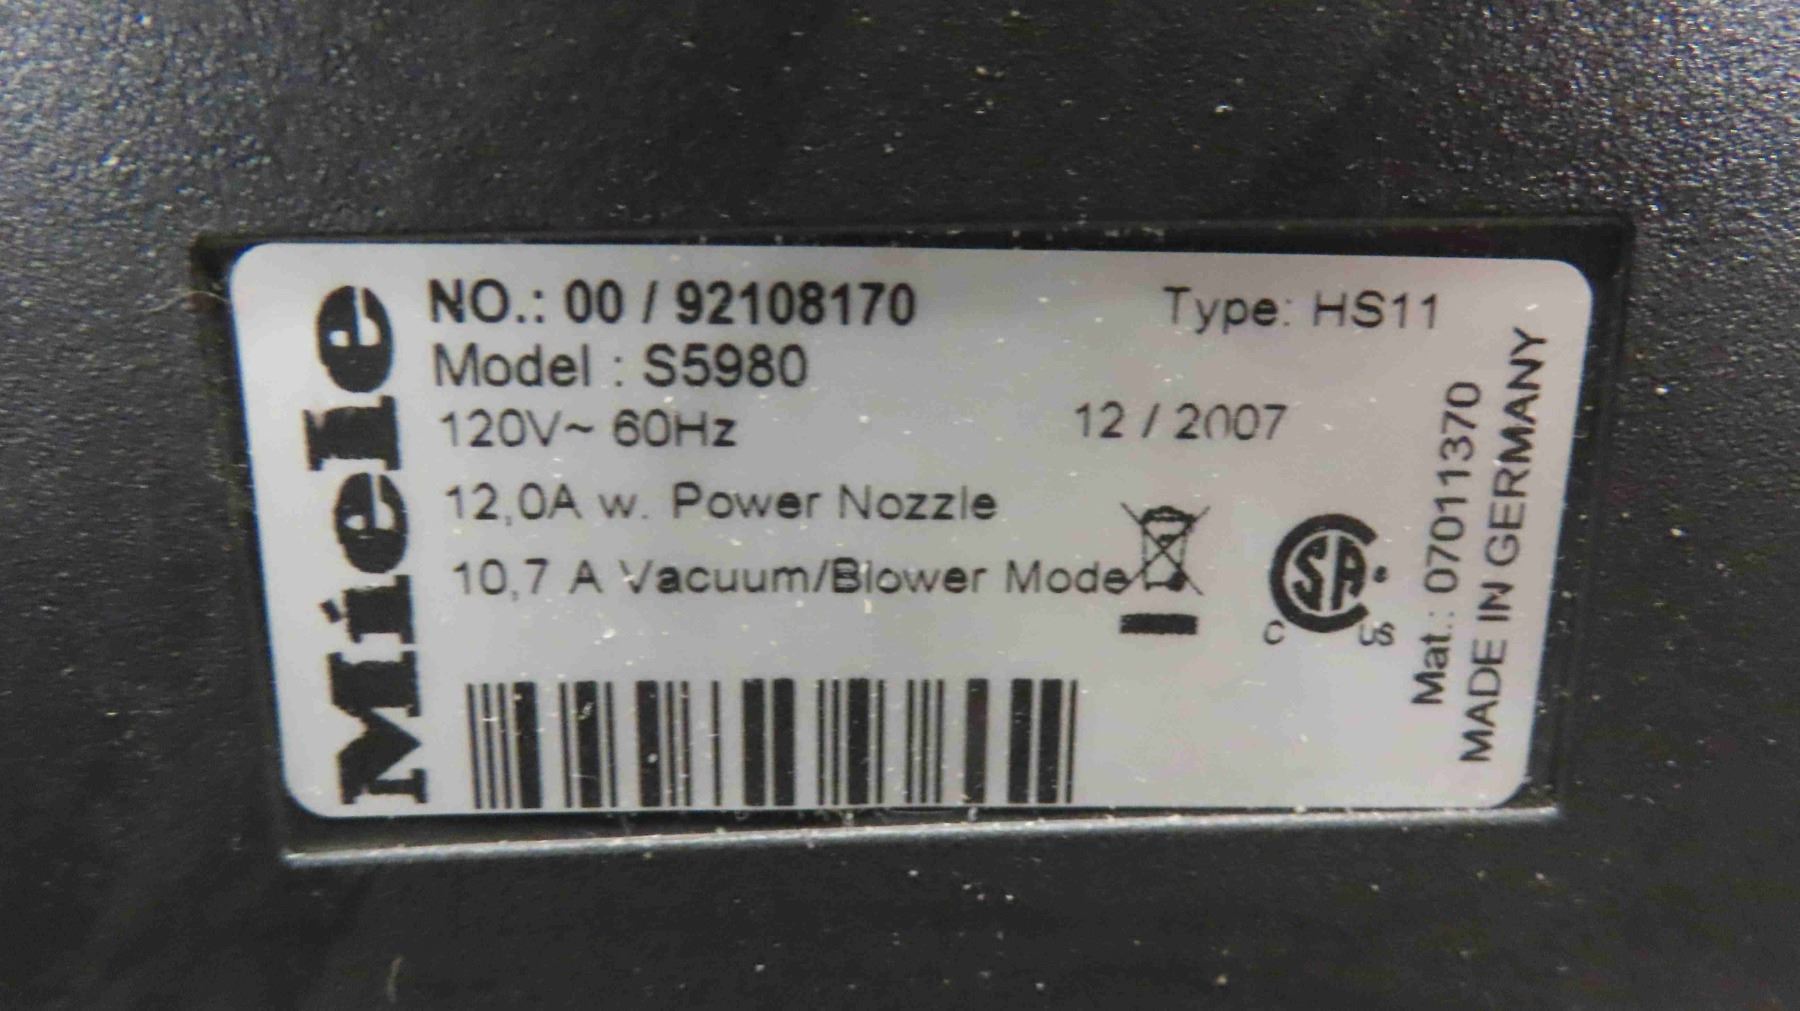 Miele
NO.: 00 / 92108170
Type: HS11
Model : S5980
120V~ 60Hz
12 / 2007
12,0A w. Power Nozzle
10,7 A Vacuum/Blower Mode
CSA
C US
Mat.: 07011370
MADE IN GERMANY